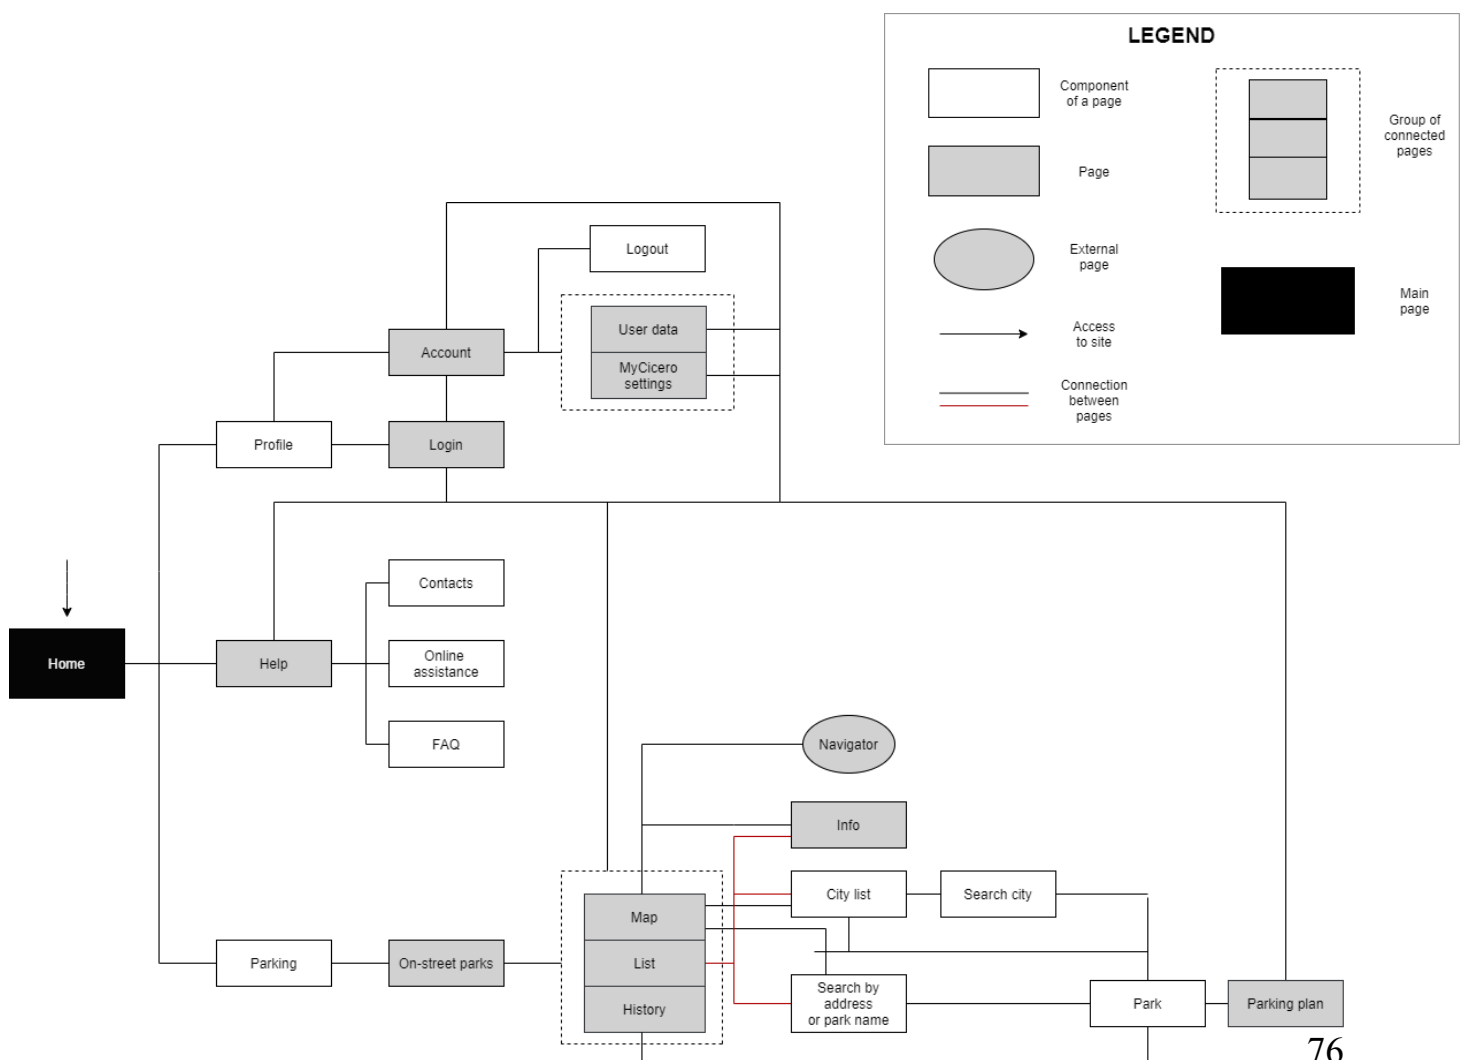 LEGEND
Component
of a page
Group of
connected
pages
Page
External
page
Main
page
Access
to site
Connection
between
pages
Logout
User data
Account
MyCicero
settings
Profile
Login
Contacts
Home
Help
Online
assistance
FAQ
Navigator
Info
City list
Search city
Map
Parking
On-street parks
List
History
Search by
address
or park name
Park
Parking plan
76